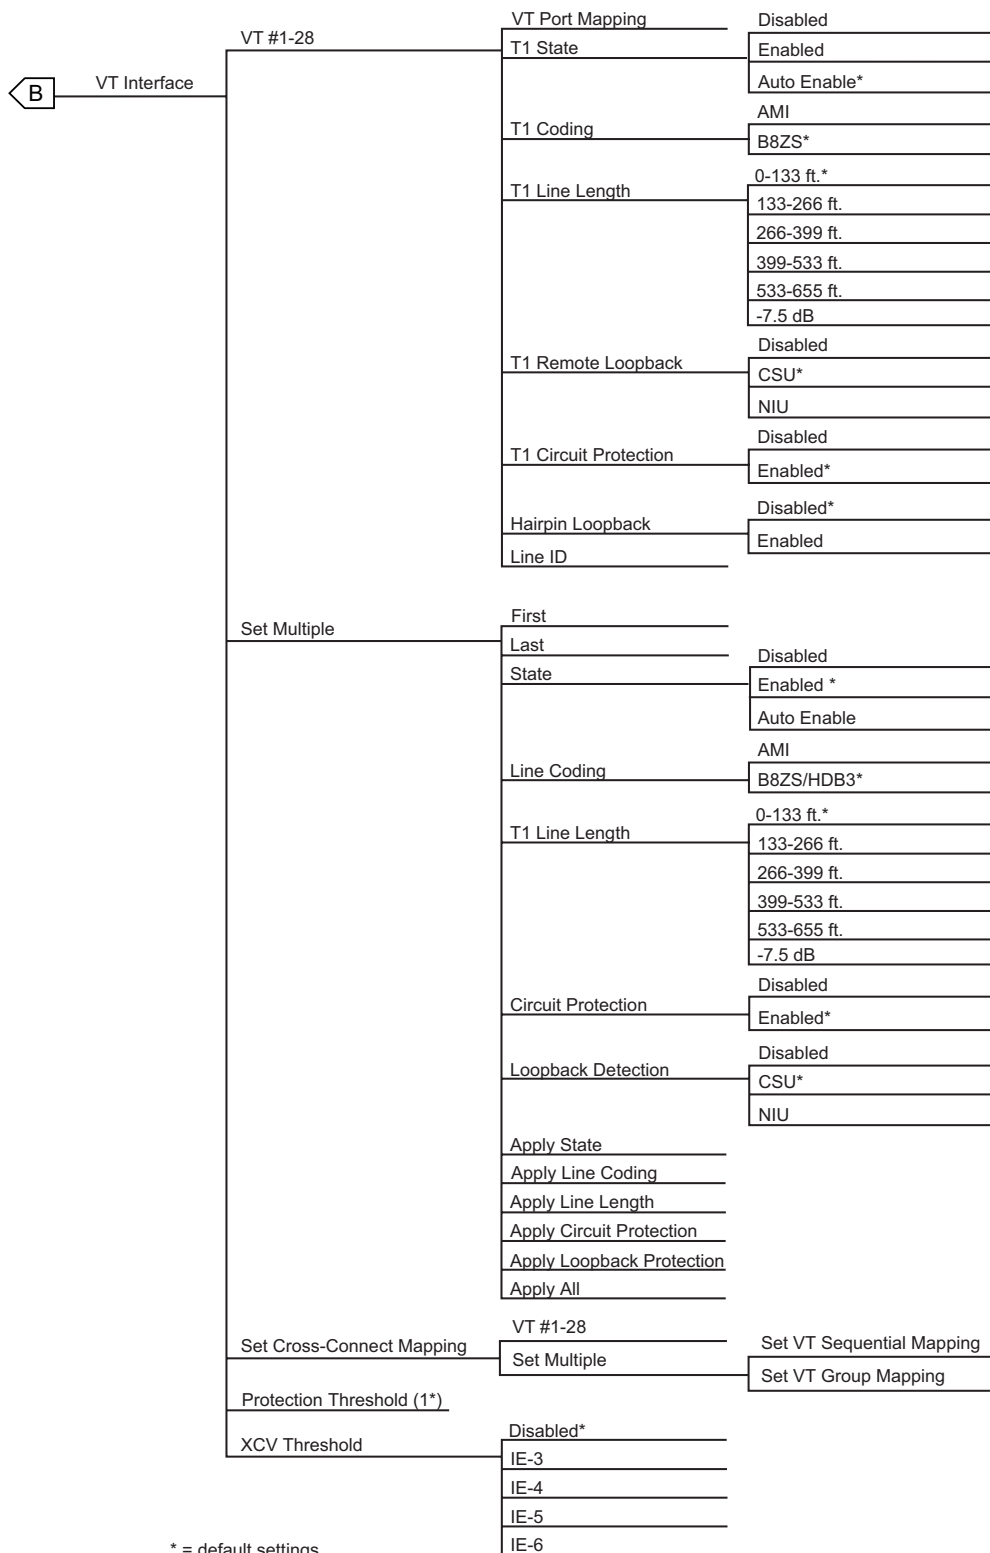 B
VT Interface
VT #1-28
VT Port Mapping
T1 State
Disabled
Enabled
Auto Enable*
T1 Coding
AMI
B8ZS*
T1 Line Length
0-133 ft.*
133-266 ft.
266-399 ft.
399-533 ft.
533-655 ft.
-7.5 dB
T1 Remote Loopback
Disabled
CSU*
NIU
T1 Circuit Protection
Disabled
Enabled*
Hairpin Loopback
Disabled*
Enabled
Line ID
Set Multiple
First
Last
State
Disabled
Enabled *
Auto Enable
Line Coding
AMI
B8ZS/HDB3*
T1 Line Length
0-133 ft.*
133-266 ft.
266-399 ft.
399-533 ft.
533-655 ft.
-7.5 dB
Circuit Protection
Disabled
Enabled*
Loopback Detection
Disabled
CSU*
NIU
Apply State
Apply Line Coding
Apply Line Length
Apply Circuit Protection
Apply Loopback Protection
Apply All
Set Cross-Connect Mapping
VT #1-28
Set Multiple
Set VT Sequential Mapping
Set VT Group Mapping
Protection Threshold (1*)
XCV Threshold
Disabled*
IE-3
IE-4
IE-5
IE-6
* = default settings